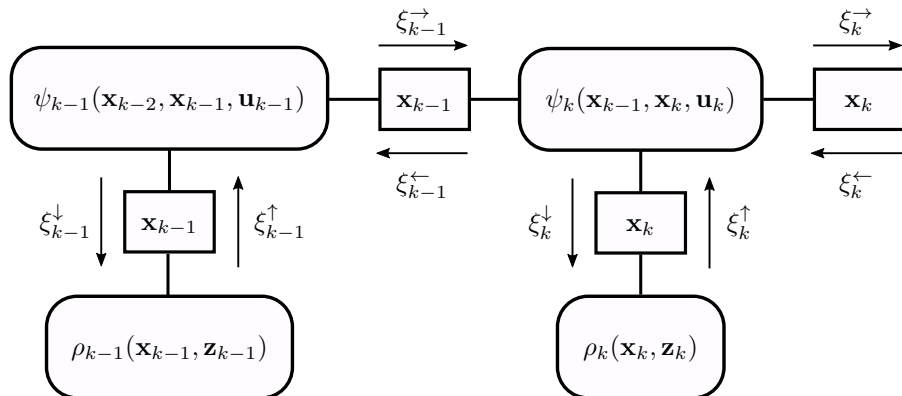 ξ→k−1 ξ→k
ψk−1(xk−2, xk−1, uk−1) xk−1 ψk(xk−1, xk, uk) xk
ξ←k−1 ξ←k
ξ↓k−1 xk−1 ξ↑k−1 ξ↓k xk ξ↑k
ρk−1(xk−1, zk−1) ρk(xk, zk)